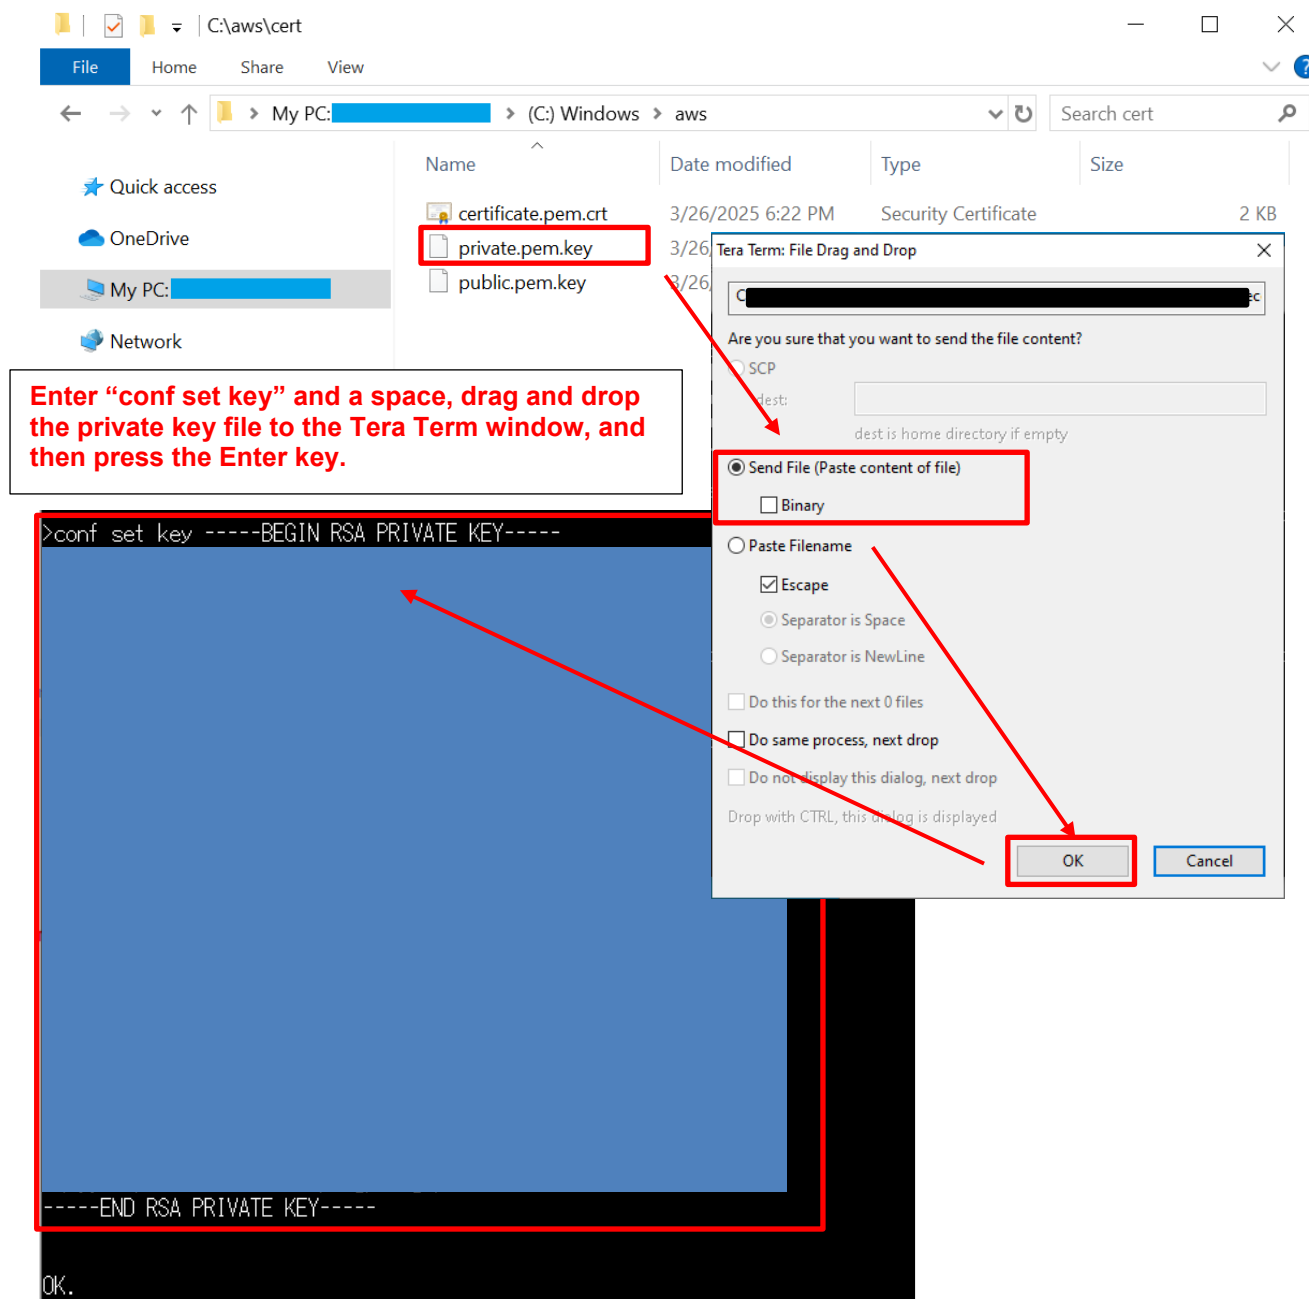 C:\aws\cert
File Home Share View
My PC: > (C:) Windows > aws
Search cert
Name Date modified Type Size
Quick access
OneDrive
My PC:
Network
certificate.pem.crt 3/26/2025 6:22 PM Security Certificate 2 KB
private.pem.key 3/26/
public.pem.key 3/26/
Tera Term: File Drag and Drop
C ec
Are you sure that you want to send the file content?
SCP
dest:
dest is home directory if empty
Send File (Paste content of file)
Binary
Paste Filename
Escape
Separator is Space
Separator is NewLine
Do this for the next 0 files
Do same process, next drop
Do not display this dialog, next drop
Drop with CTRL, this dialog is displayed
OK Cancel
Enter “conf set key” and a space, drag and drop
the private key file to the Tera Term window, and
then press the Enter key.
>conf set key -----BEGIN RSA PRIVATE KEY-----
-----END RSA PRIVATE KEY-----
OK.